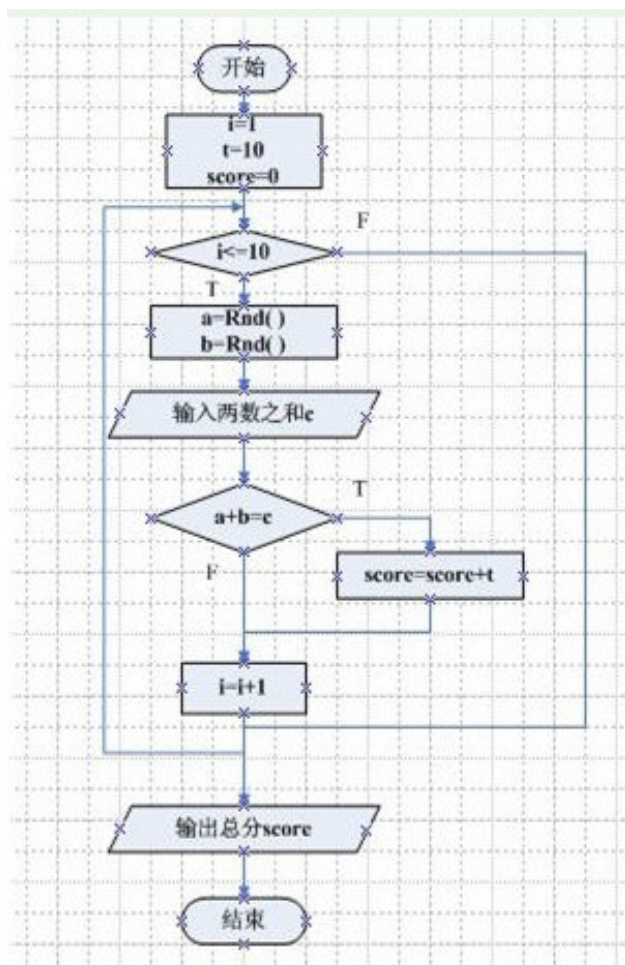 开始
i=1
t=10
score=0
F
i<=10
T
a=Rnd( )
b=Rnd( )
输入两数之和c
T
a+b=c
F
score=score+t
i=i+1
输出总分score
结束